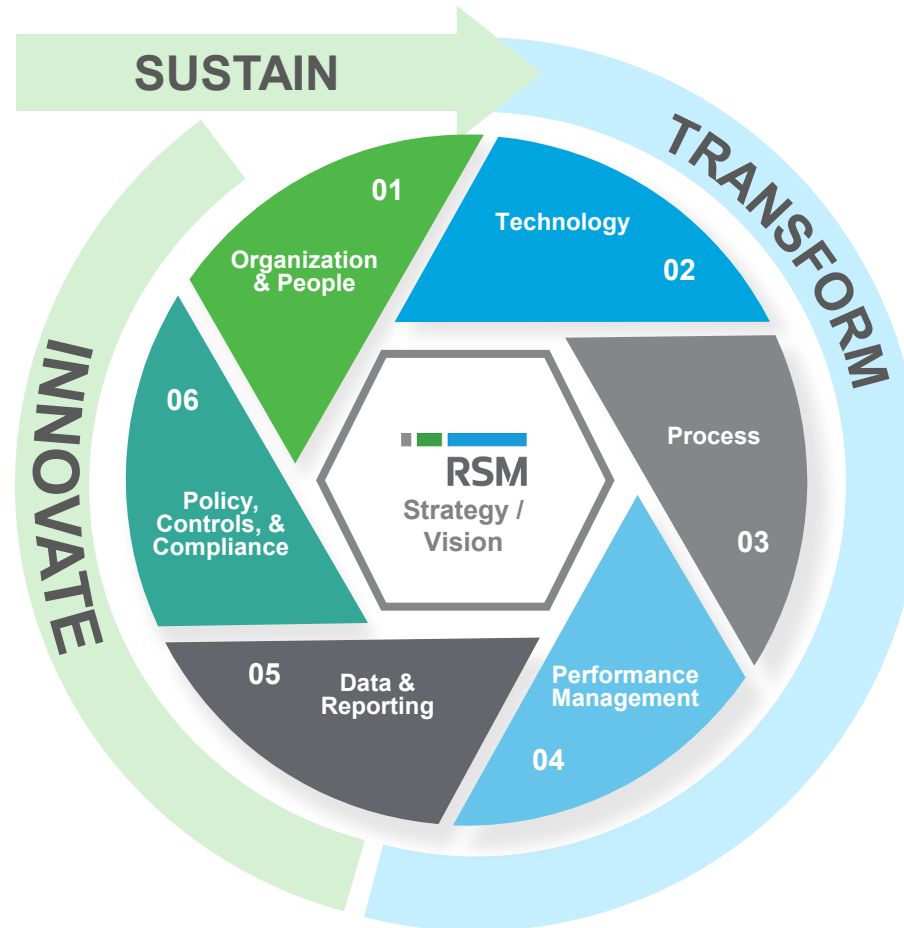 SUSTAIN
TRANSFORM
INNOVATE
01
Organization
& People
Technology
02
Process
03
Performance
Management
04
05
Data &
Reporting
06
Policy,
Controls, &
Compliance
RSM
Strategy /
Vision